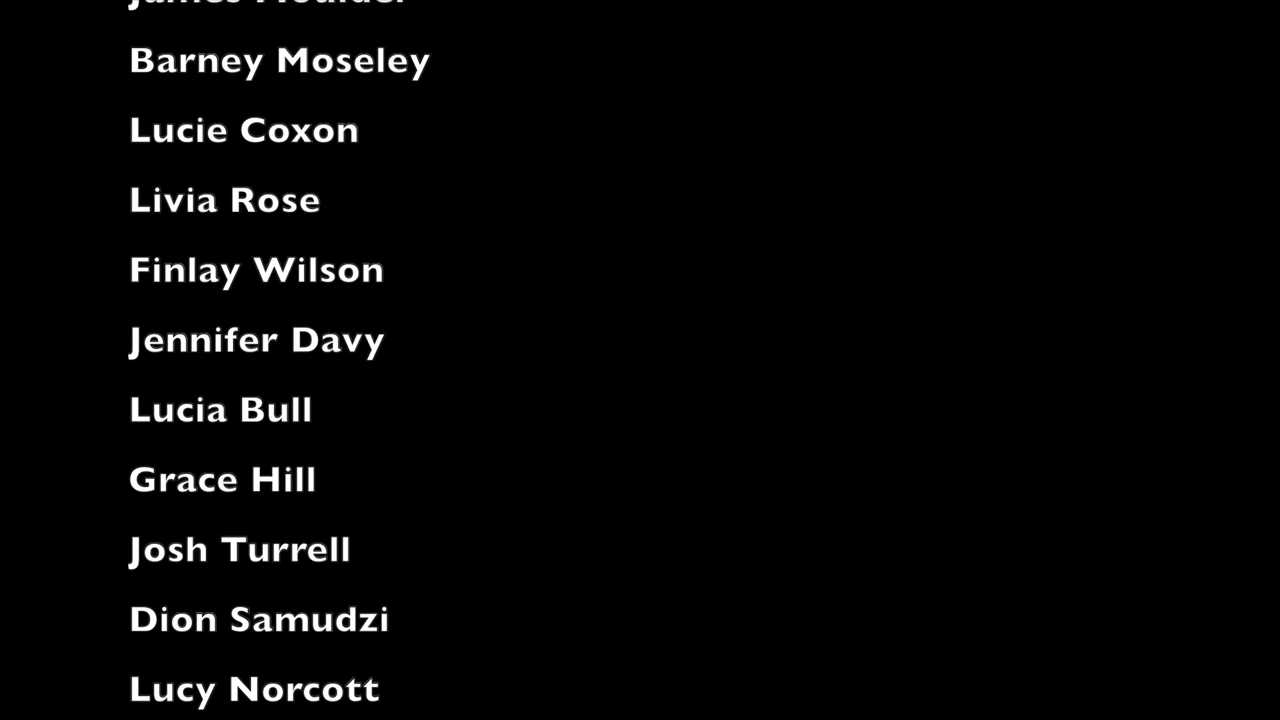 Barney Moseley
Lucie Coxon
Livia Rose
Finlay Wilson
Jennifer Davy
Lucia Bull
Grace Hill
Josh Turrell
Dion Samudzi
Lucy Norcott